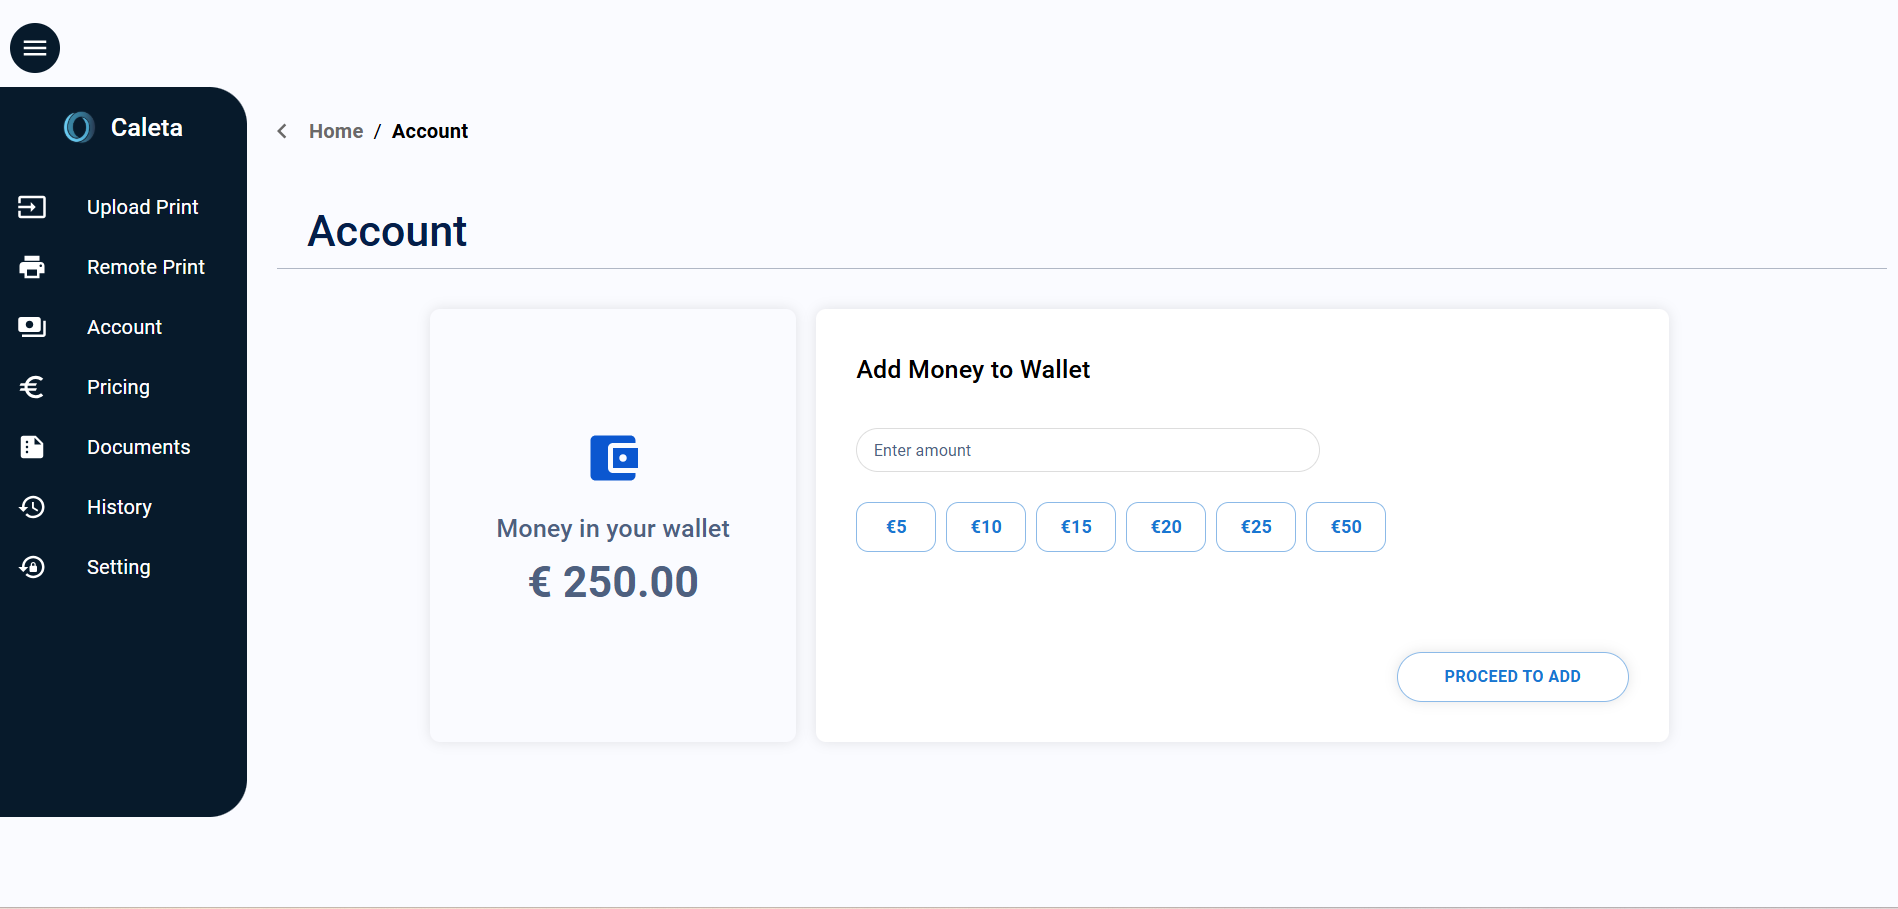 Caleta
Upload Print
Remote Print
Account
Pricing
Documents
History
Setting
Home / Account
Account
Money in your wallet
€ 250.00
Add Money to Wallet
Enter amount
€5 €10 €15 €20 €25 €50
PROCEED TO ADD